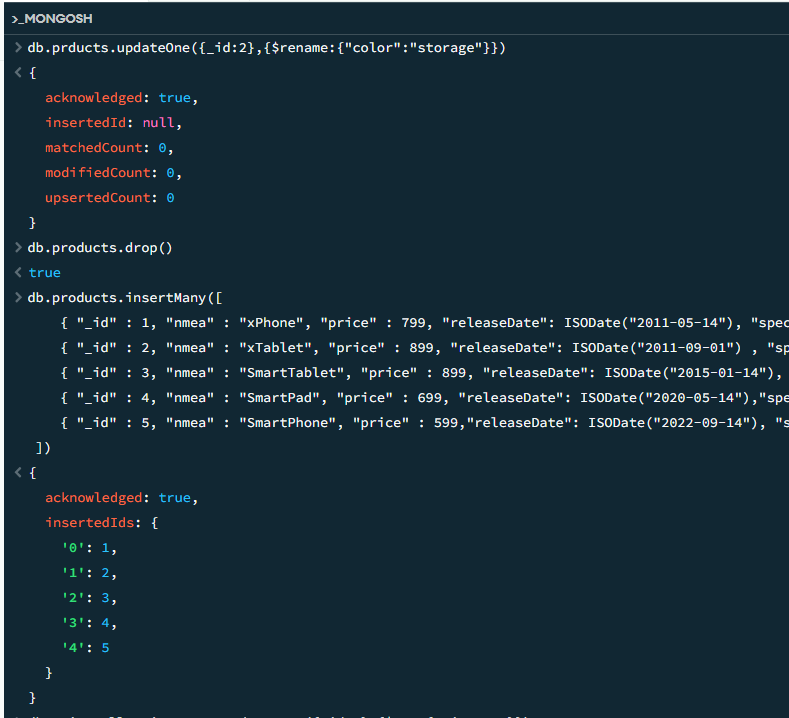 >_MONGOSH
> db.prducts.updateOne({_id:2},{$rename:{"color":"storage"}})
< {
acknowledged: true,
insertedId: null,
matchedCount: 0,
modifiedCount: 0,
upsertedCount: 0
}
> db.products.drop()
< true
> db.products.insertMany([
{ "_id" : 1, "nmea" : "xPhone", "price" : 799, "releaseDate": ISODate("2011-05-14"), "spec
{ "_id" : 2, "nmea" : "xTablet", "price" : 899, "releaseDate": ISODate("2011-09-01") , "sp
{ "_id" : 3, "nmea" : "SmartTablet", "price" : 899, "releaseDate": ISODate("2015-01-14"),
{ "_id" : 4, "nmea" : "SmartPad", "price" : 699, "releaseDate": ISODate("2020-05-14"),"spe
{ "_id" : 5, "nmea" : "SmartPhone", "price" : 599,"releaseDate": ISODate("2022-09-14"), "s
])
< {
acknowledged: true,
insertedIds: {
'0': 1,
'1': 2,
'2': 3,
'3': 4,
'4': 5
}
}